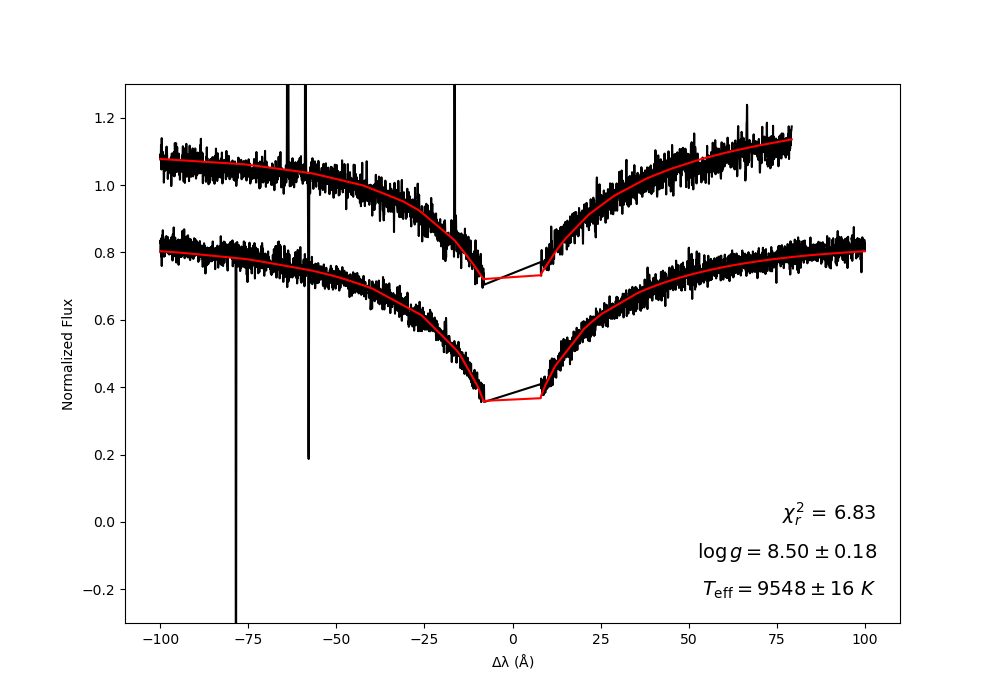 1.2
1.0
0.8
0.6
0.4
0.2
0.0
−0.2
Normalized Flux
−100 −75 −50 −25 0 25 50 75 100
Δλ (Å)
χ²ᵣ = 6.83
log g = 8.50 ± 0.18
T_eff = 9548 ± 16 K